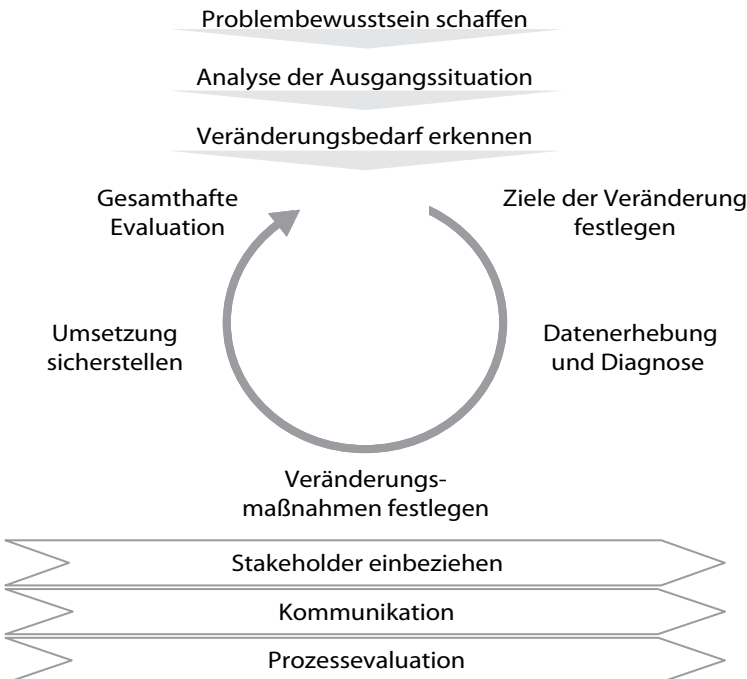 Problembewusstsein schaffen
Analyse der Ausgangssituation
Veränderungsbedarf erkennen
Gesamthafte
Evaluation
Ziele der Veränderung
festlegen
Umsetzung
sicherstellen
Datenerhebung
und Diagnose
Veränderungs-
maßnahmen festlegen
Stakeholder einbeziehen
Kommunikation
Prozessevaluation